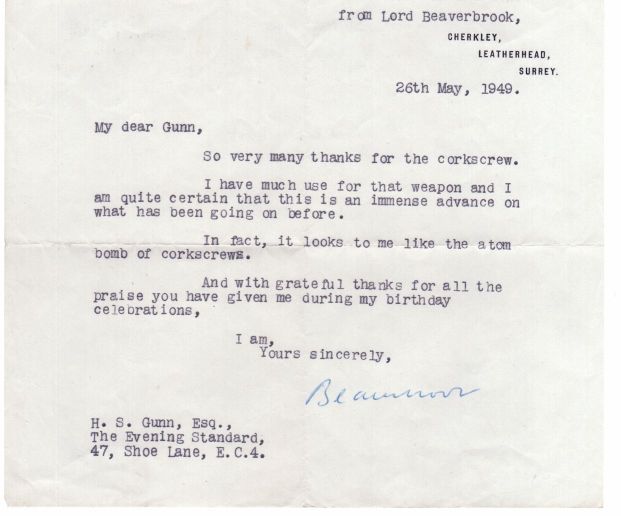 from Lord Beaverbrook,
CHERKLEY,
LEATHERHEAD,
SURREY.
26th May, 1949.
My dear Gunn,
So very many thanks for the corkscrew.
I have much use for that weapon and I
am quite certain that this is an immense advance on
what has been going on before.
In fact, it looks to me like the atom
bomb of corkscrews.
And with grateful thanks for all the
praise you have given me during my birthday
celebrations,
I am,
Yours sincerely,
Beaverbrook
H. S. Gunn, Esq.,
The Evening Standard,
47, Shoe Lane, E.C.4.